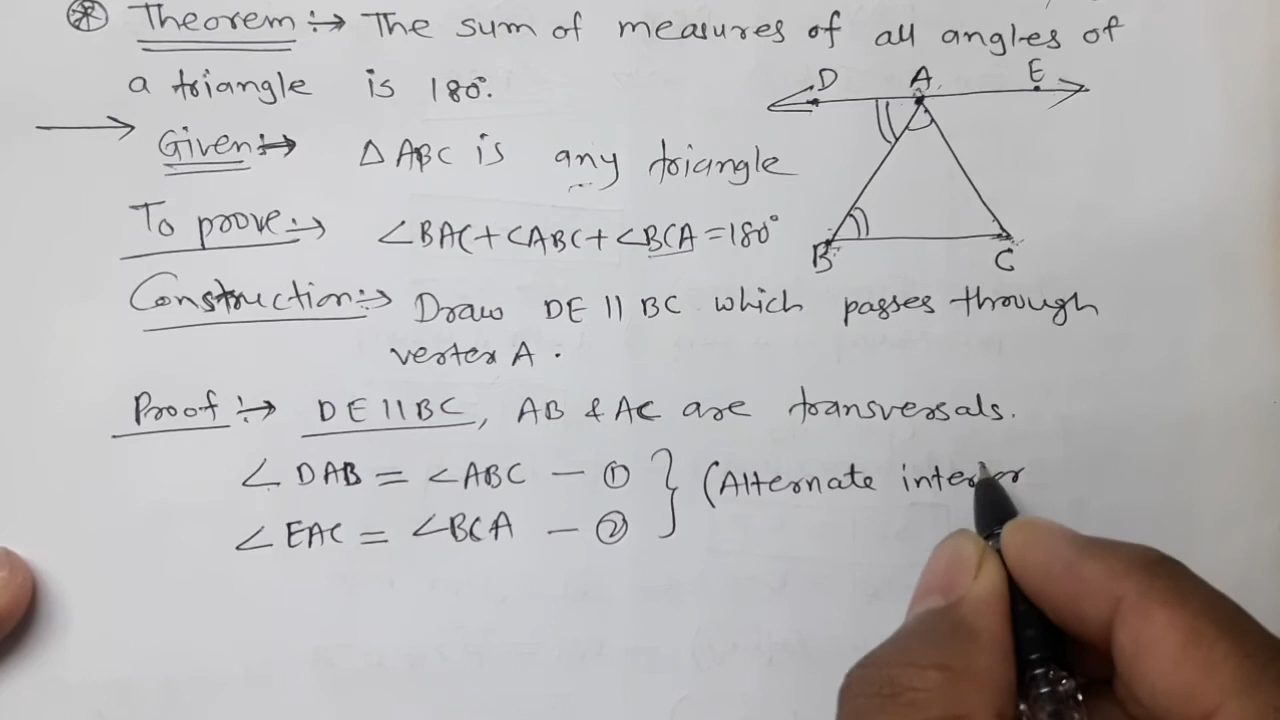 ⊛ Theorem :→ The sum of measures of all angles of
a triangle is 180°.
D A E
Given :→ △ABC is any triangle
To prove :→ ∠BAC + ∠ABC + ∠BCA = 180°
B C
Construction :→ Draw DE || BC which passes through
vertex A .
Proof :→ DE || BC, AB & AC are transversals.
∠DAB = ∠ABC — ①
∠EAC = ∠BCA — ②
} (Alternate interior